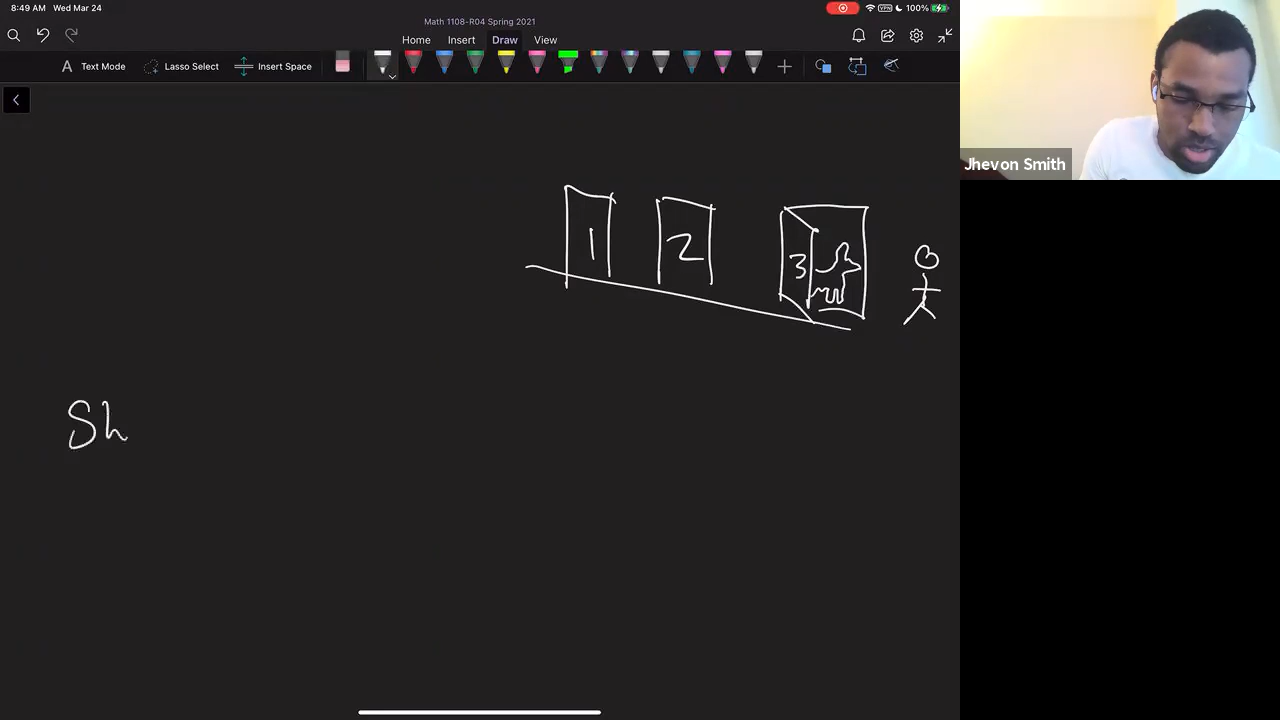 8:49 AM Wed Mar 24
100%
Math 1108-R04 Spring 2021
Home Insert Draw View
A Text Mode Lasso Select Insert Space
1 2 3
Sh
Jhevon Smith